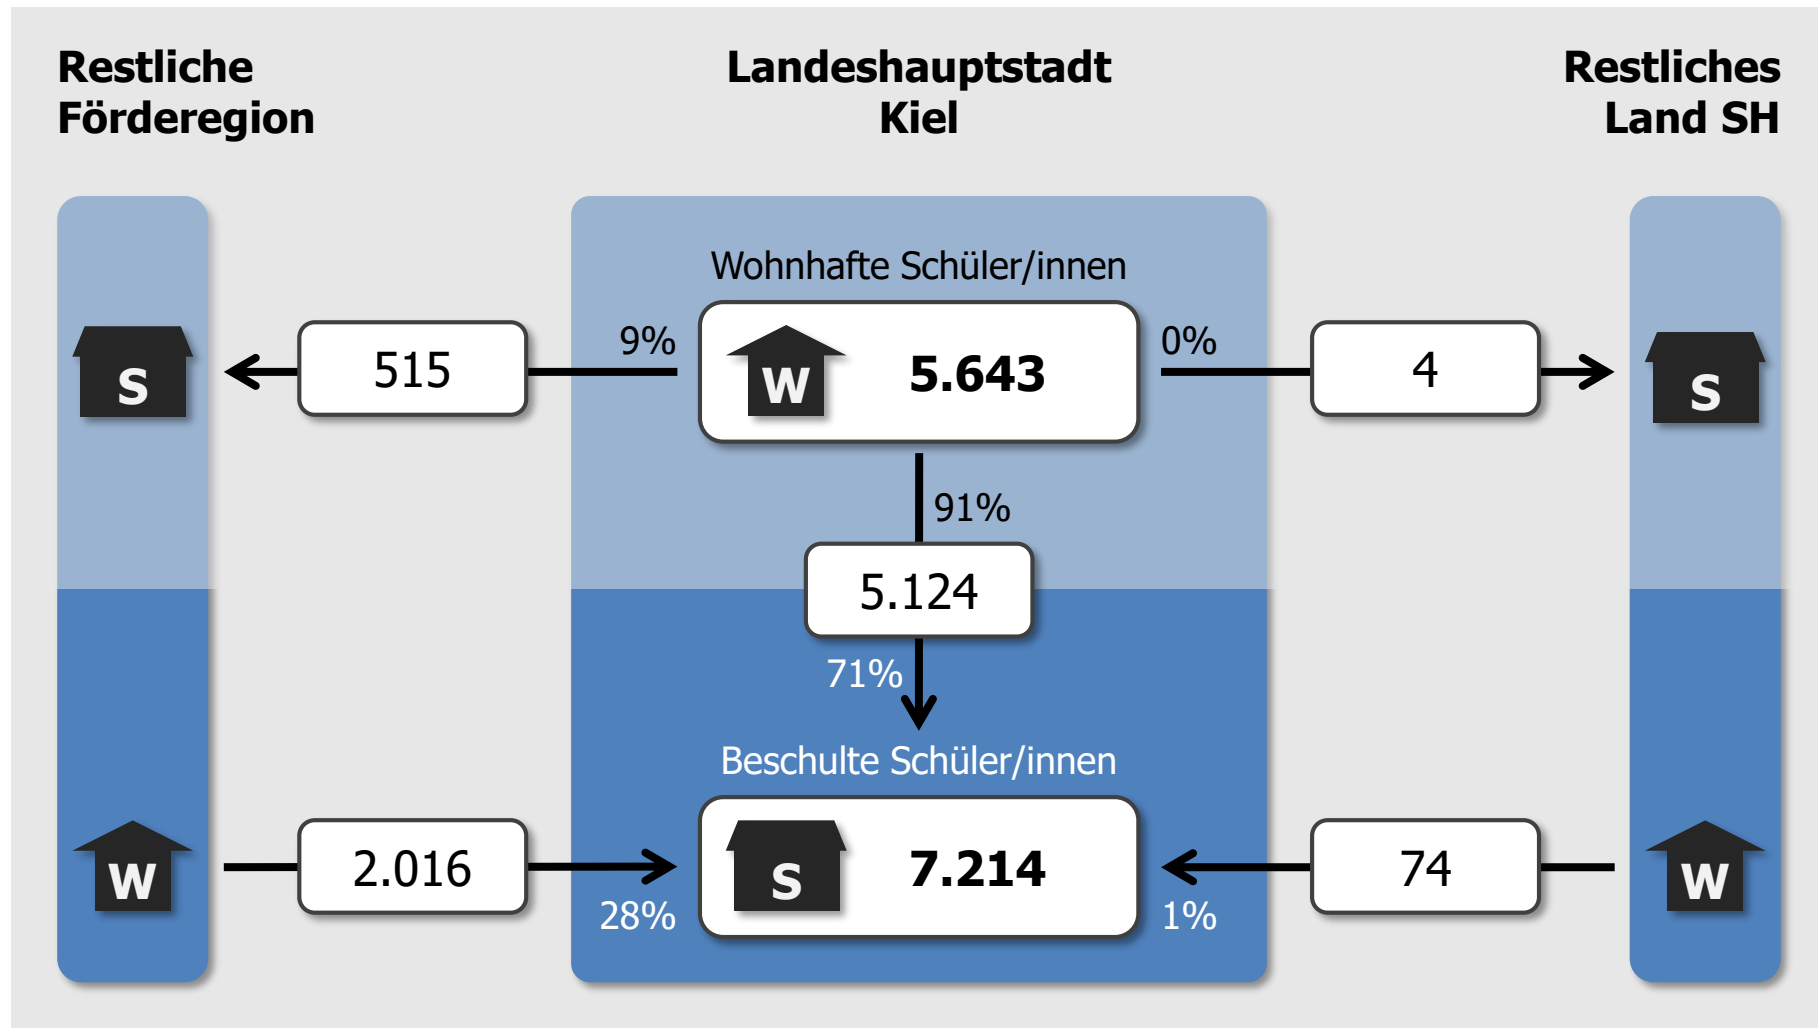 Restliche
Förderegion
Landeshauptstadt
Kiel
Restliches
Land SH
Wohnhafte Schüler/innen
S
515
9%
W
5.643
0%
4
S
91%
5.124
71%
Beschulte Schüler/innen
W
2.016
28%
S
7.214
1%
74
W